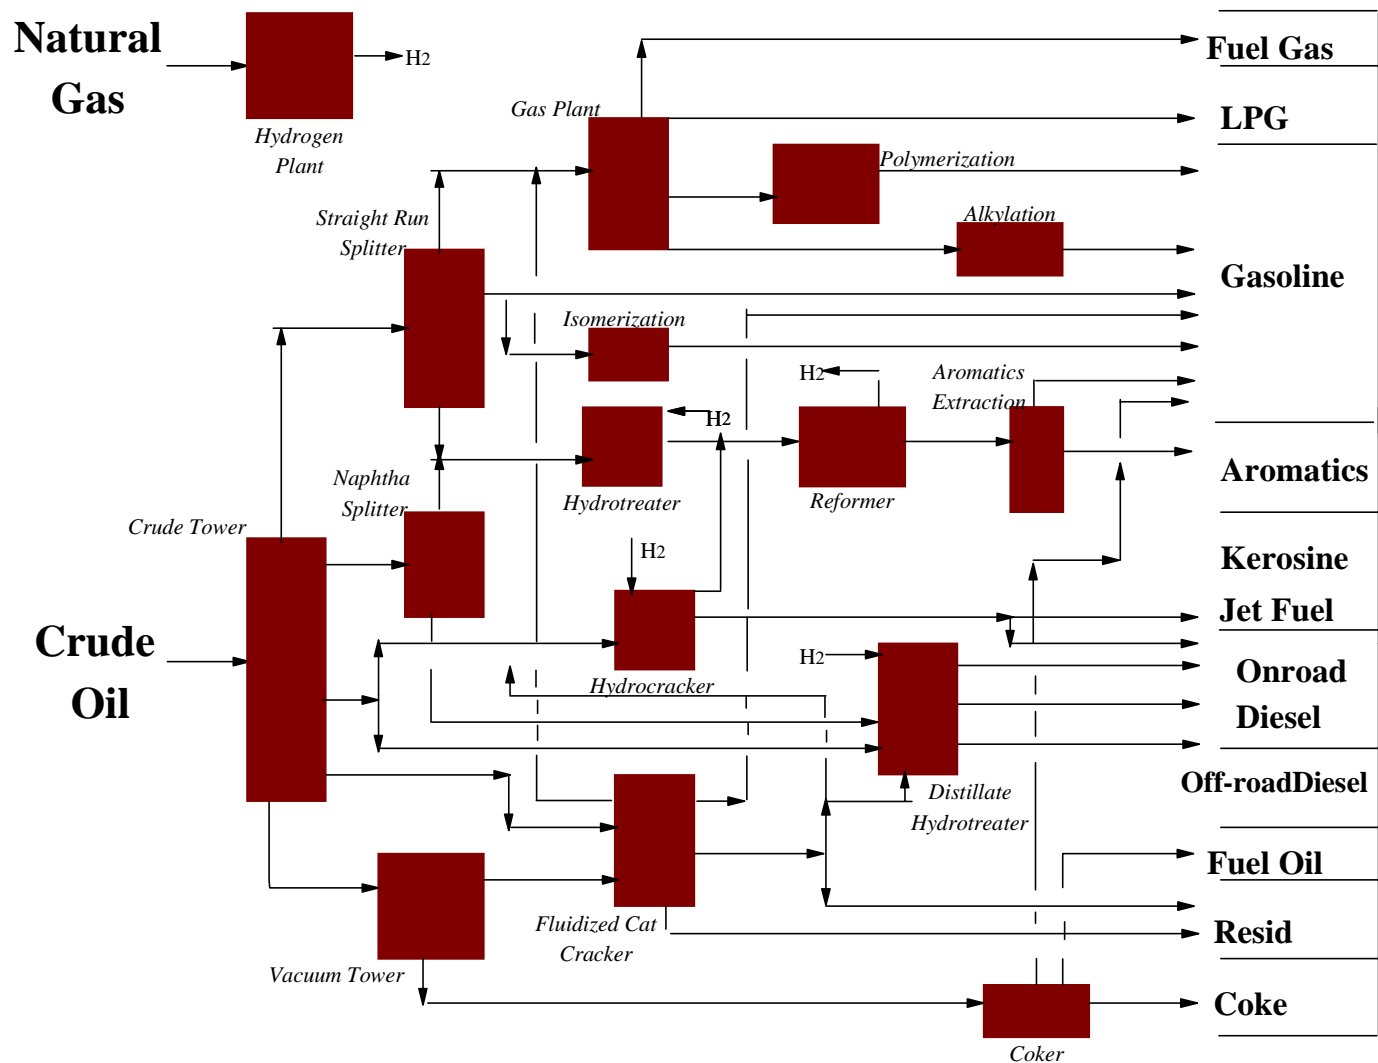 Natural
Gas
H2
Hydrogen
Plant
Gas Plant
Fuel Gas
LPG
Polymerization
Straight Run
Splitter
Alkylation
Gasoline
Isomerization
H2
Aromatics
Extraction
H2
Naphtha
Splitter
Hydrotreater
Reformer
Aromatics
Crude Tower
H2
Kerosine
Jet Fuel
Crude
Oil
H2
Hydrocracker
Onroad
Diesel
Off-roadDiesel
Distillate
Hydrotreater
Fuel Oil
Fluidized Cat
Cracker
Resid
Vacuum Tower
Coke
Coker